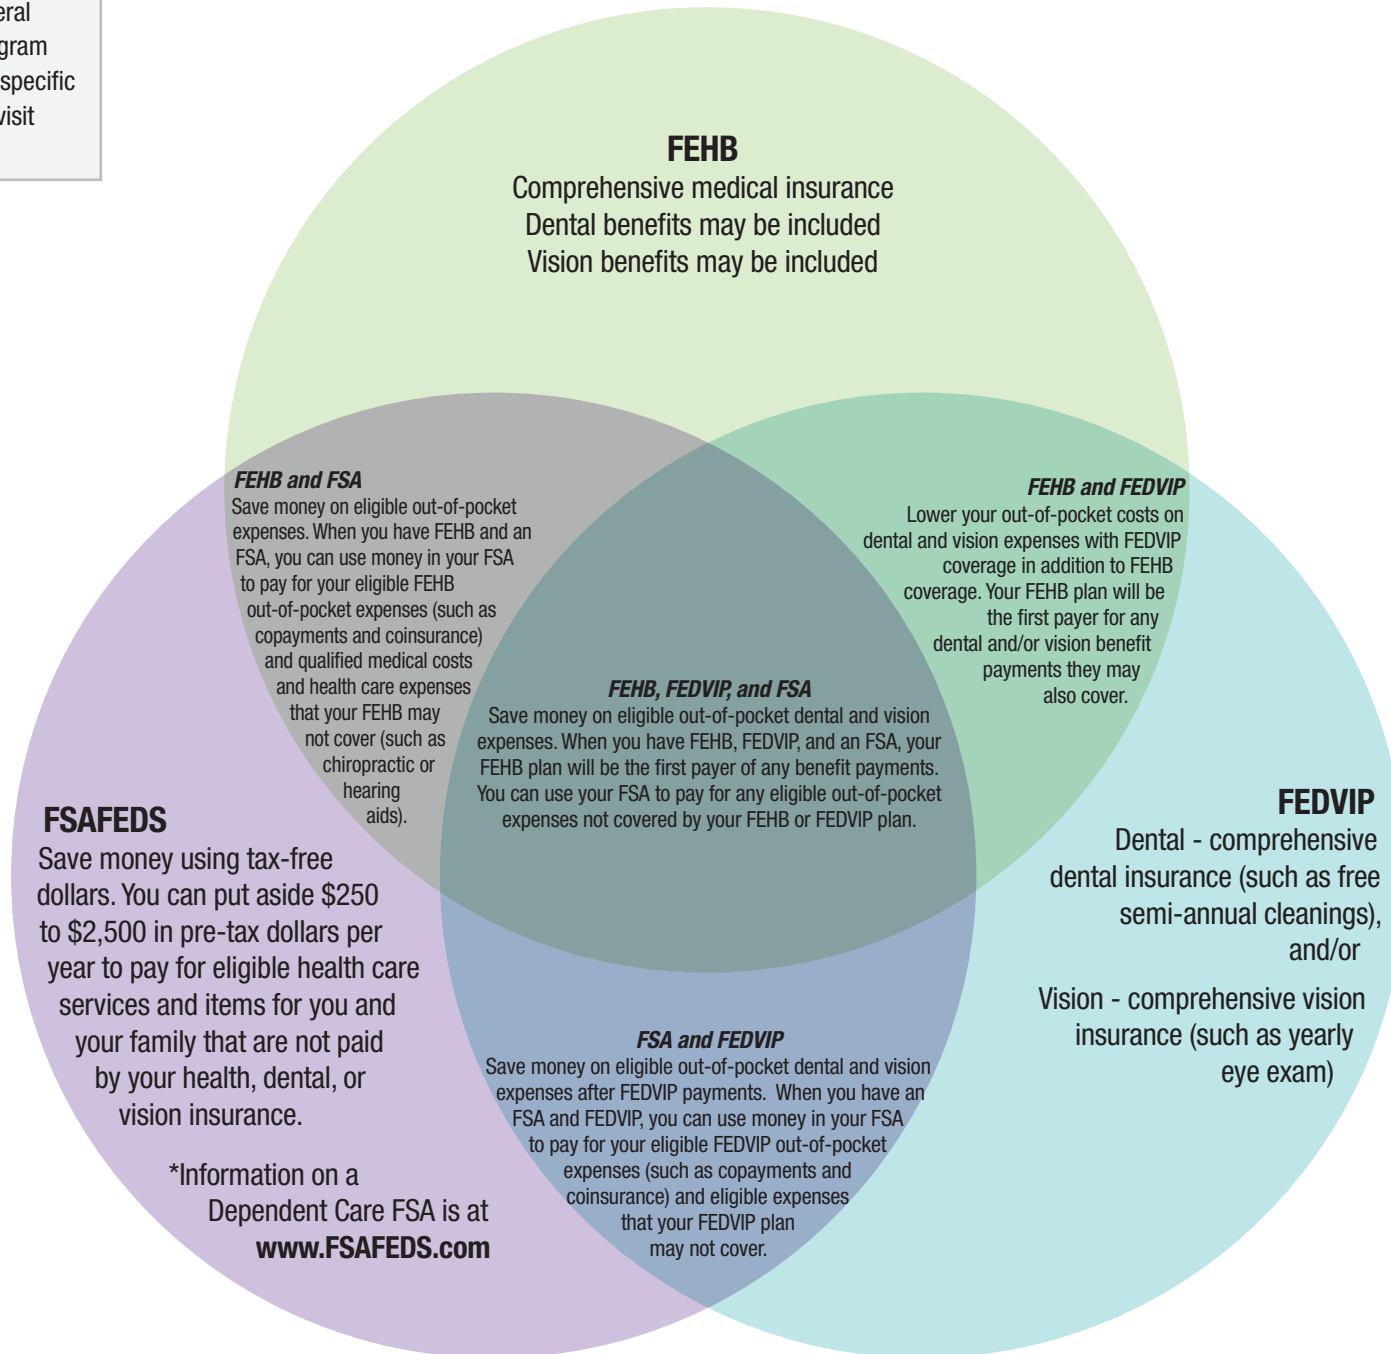 eral
gram
specific
visit
FEHB
Comprehensive medical insurance
Dental benefits may be included
Vision benefits may be included
FEHB and FSA
Save money on eligible out-of-pocket
expenses. When you have FEHB and an
FSA, you can use money in your FSA
to pay for your eligible FEHB
out-of-pocket expenses (such as
copayments and coinsurance)
and qualified medical costs
and health care expenses
that your FEHB may
not cover (such as
chiropractic or
hearing
aids).
FEHB and FEDVIP
Lower your out-of-pocket costs on
dental and vision expenses with FEDVIP
coverage in addition to FEHB
coverage. Your FEHB plan will be
the first payer for any
dental and/or vision benefit
payments they may
also cover.
FEHB, FEDVIP, and FSA
Save money on eligible out-of-pocket dental and vision
expenses. When you have FEHB, FEDVIP, and an FSA, your
FEHB plan will be the first payer of any benefit payments.
You can use your FSA to pay for any eligible out-of-pocket
expenses not covered by your FEHB or FEDVIP plan.
FSAFEDS
Save money using tax-free
dollars. You can put aside $250
to $2,500 in pre-tax dollars per
year to pay for eligible health care
services and items for you and
your family that are not paid
by your health, dental, or
vision insurance.
*Information on a
Dependent Care FSA is at
www.FSAFEDS.com
FEDVIP
Dental - comprehensive
dental insurance (such as free
semi-annual cleanings),
and/or
Vision - comprehensive vision
insurance (such as yearly
eye exam)
FSA and FEDVIP
Save money on eligible out-of-pocket dental and vision
expenses after FEDVIP payments.  When you have an
FSA and FEDVIP, you can use money in your FSA
to pay for your eligible FEDVIP out-of-pocket
expenses (such as copayments and
coinsurance) and eligible expenses
that your FEDVIP plan
may not cover.